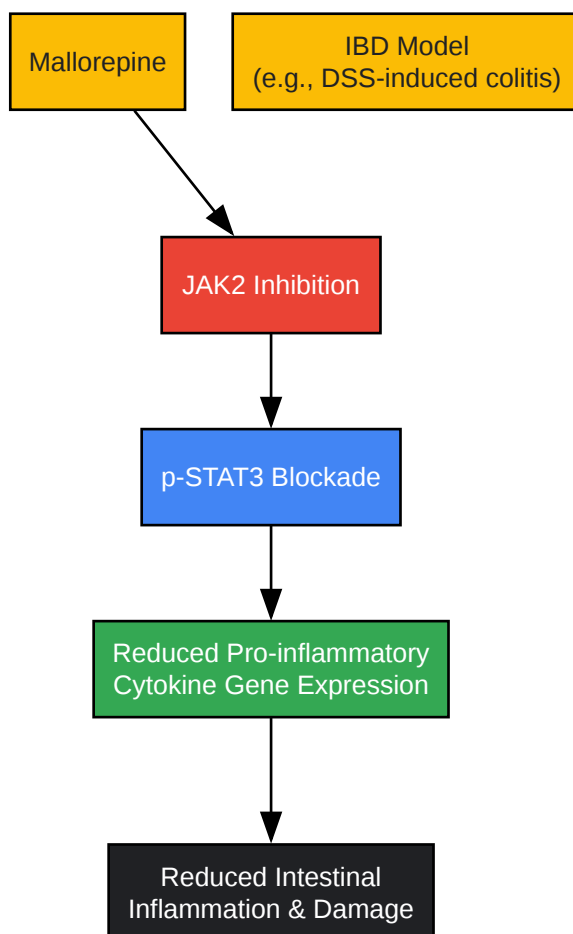 Mallorepine
IBD Model
(e.g., DSS-induced colitis)
JAK2 Inhibition
p-STAT3 Blockade
Reduced Pro-inflammatory
Cytokine Gene Expression
Reduced Intestinal
Inflammation & Damage